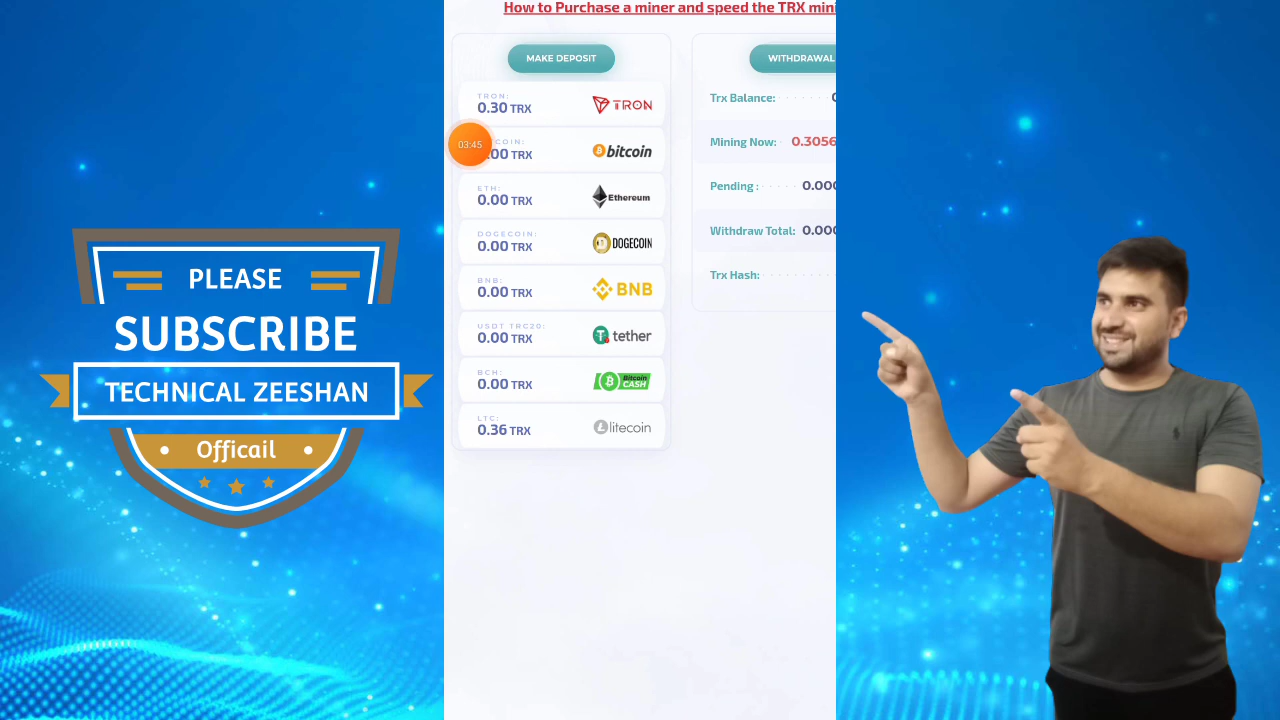 PLEASE
SUBSCRIBE
TECHNICAL ZEESHAN
Officail
How to Purchase a miner and speed the TRX mini
MAKE DEPOSIT
TRON:
0.30 TRX
TRON
03:45
COIN:
.00 TRX
bitcoin
ETH:
0.00 TRX
Ethereum
DOGECOIN:
0.00 TRX
DOGECOIN
BNB:
0.00 TRX
BNB
USDT TRC20:
0.00 TRX
tether
BCH:
0.00 TRX
Bitcoin
CASH
LTC:
0.36 TRX
litecoin
WITHDRAWAL
Trx Balance: 0
Mining Now: 0.3056
Pending : 0.000
Withdraw Total: 0.000
Trx Hash: